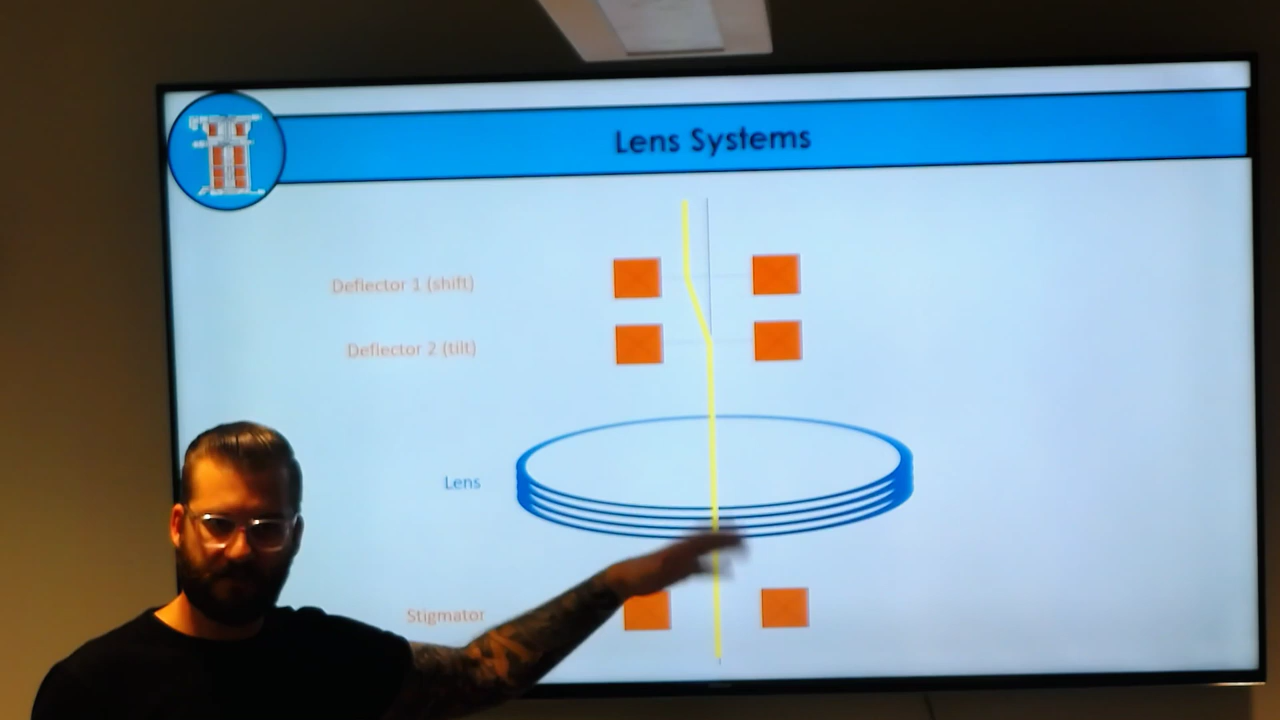 Lens Systems
Deflector 1 (shift)
Deflector 2 (tilt)
Lens
Stigmator